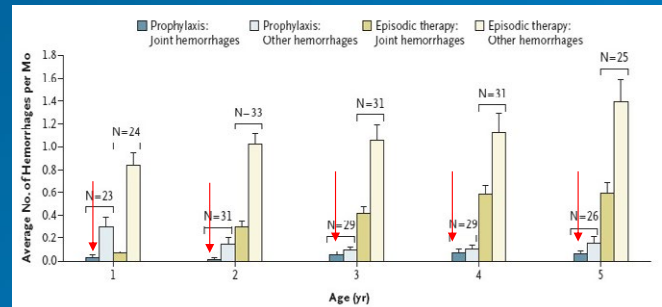 Prophylaxis: Prophylaxis: Episodic therapy: Episodic therapy:
Joint hemorrhages Other hemorrhages Joint hemorrhages Other hemorrhages
Average No. of Hemorrhages per Mo
1.8
1.6
1.4
1.2
1.0
0.8
0.6
0.4
0.2
0.0
N=23
N=24
N=31
N–33
N=29
N=31
N=29
N=31
N=26
N=25
1 2 3 4 5
Age (yr)